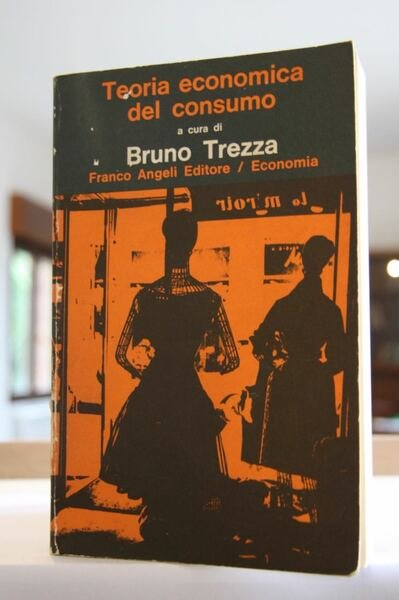 Teoria economica
del consumo
a cura di
Bruno Trezza
Franco Angeli Editore / Economia